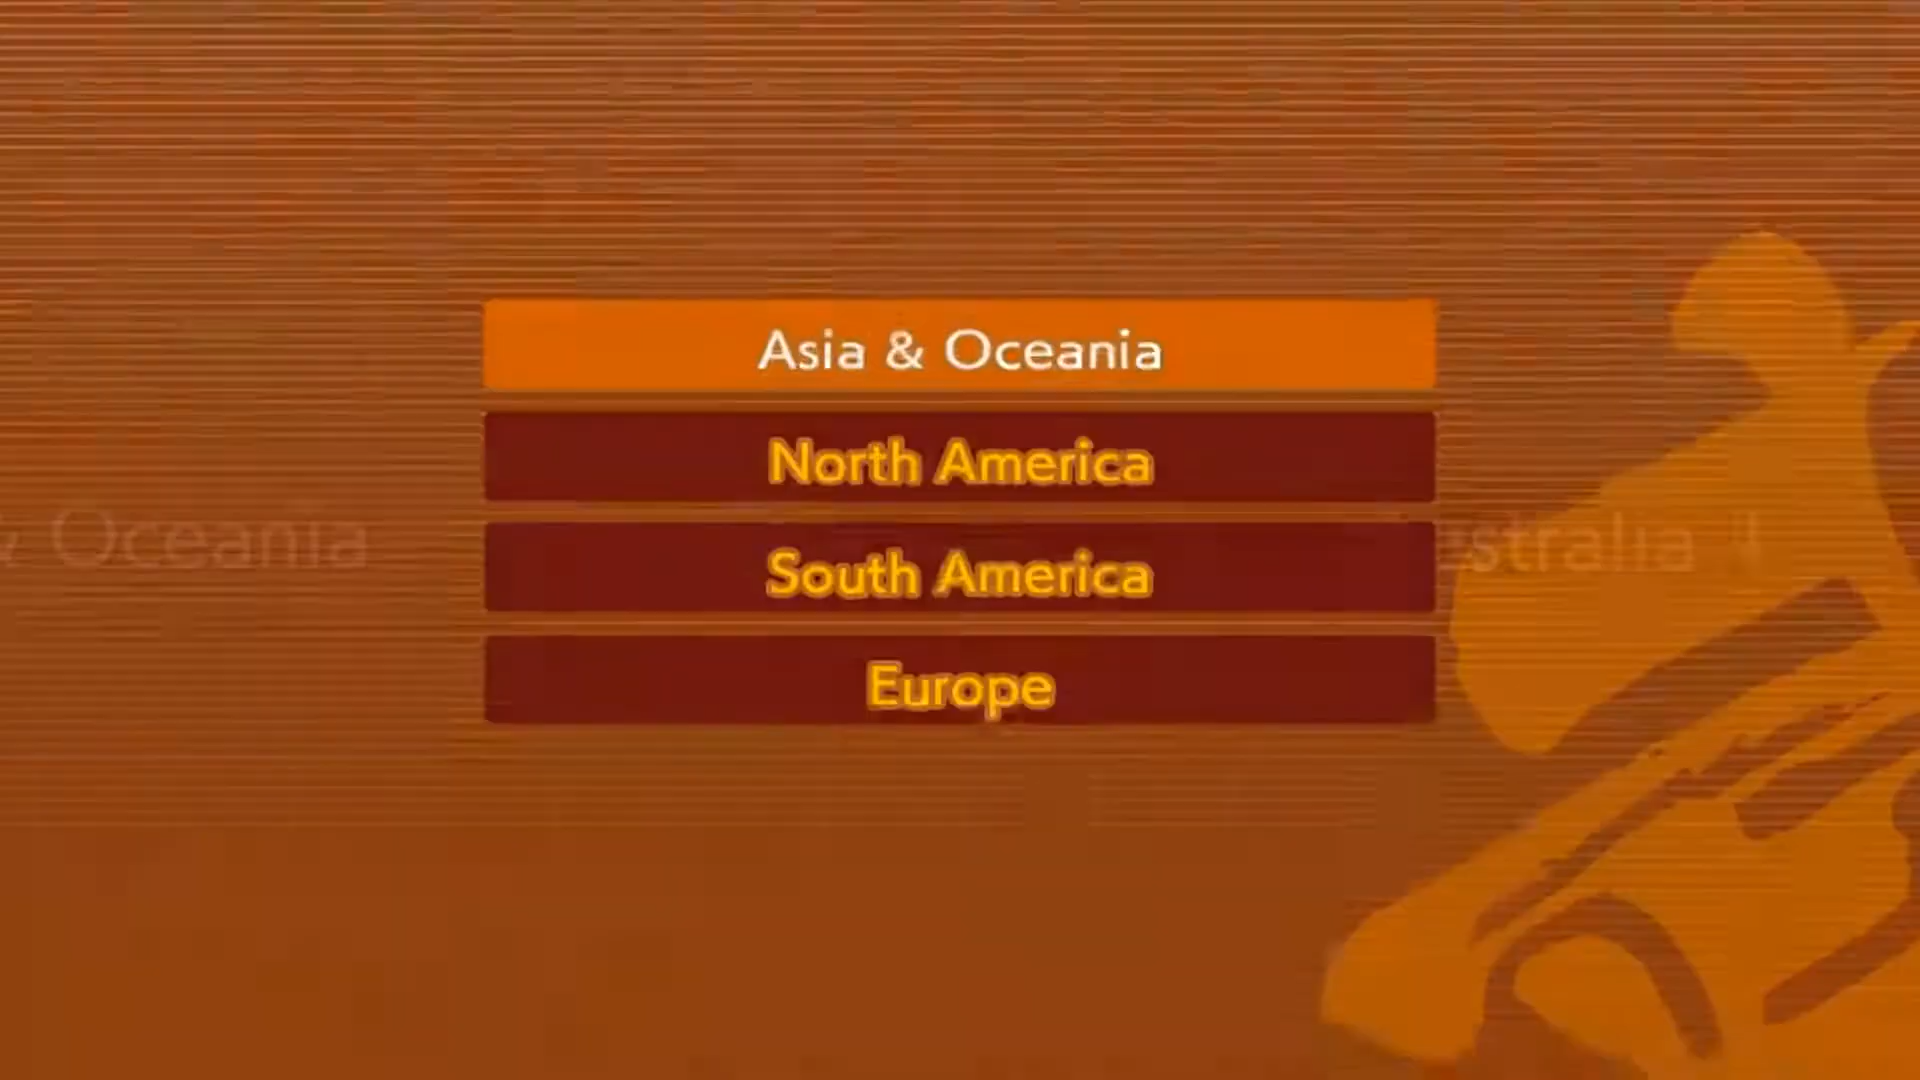 Asia & Oceania
North America
& Oceania
South America
Europe